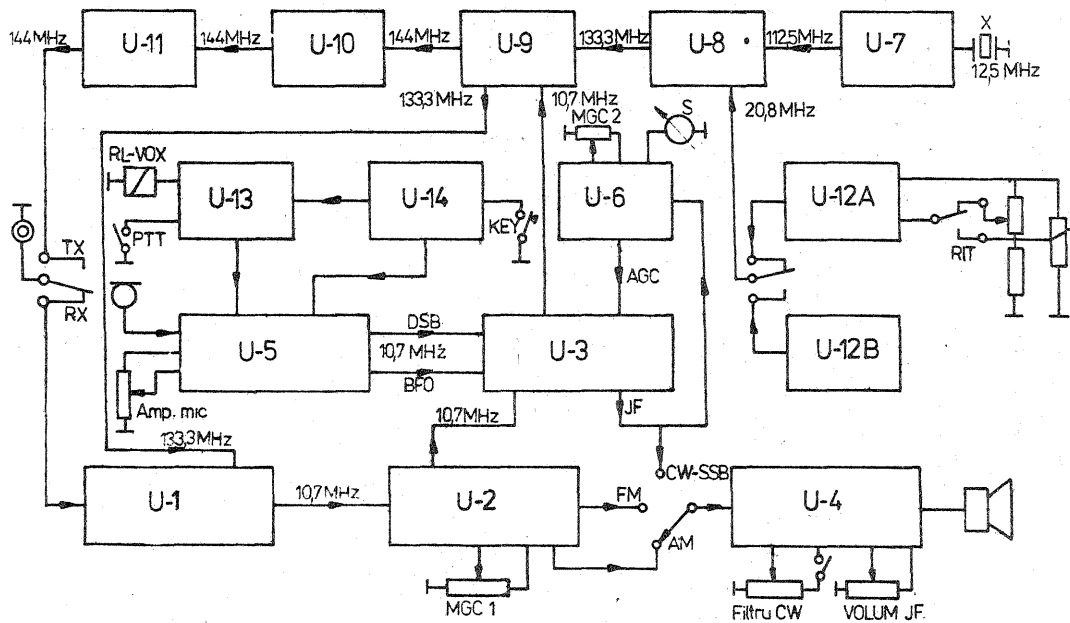 144MHz
U-11
144MHz
U-10
144MHz
U-9
133,3MHz
U-8
112,5MHz
U-7
X
12,5 MHz
133,3MHz
10,7 MHz
MGC 2
S
20,8 MHz
RL-VOX
U-13
U-14
U-6
U-12A
PTT
KEY
RIT
TX
RX
AGC
U-5
DSB
10,7 MHz
BFO
U-3
U-12B
Amp. mic
JF
133,3MHz
10,7MHz
U-1
10,7MHz
U-2
FM
CW-SSB
AM
U-4
MGC 1
Filtru CW
VOLUM JF.